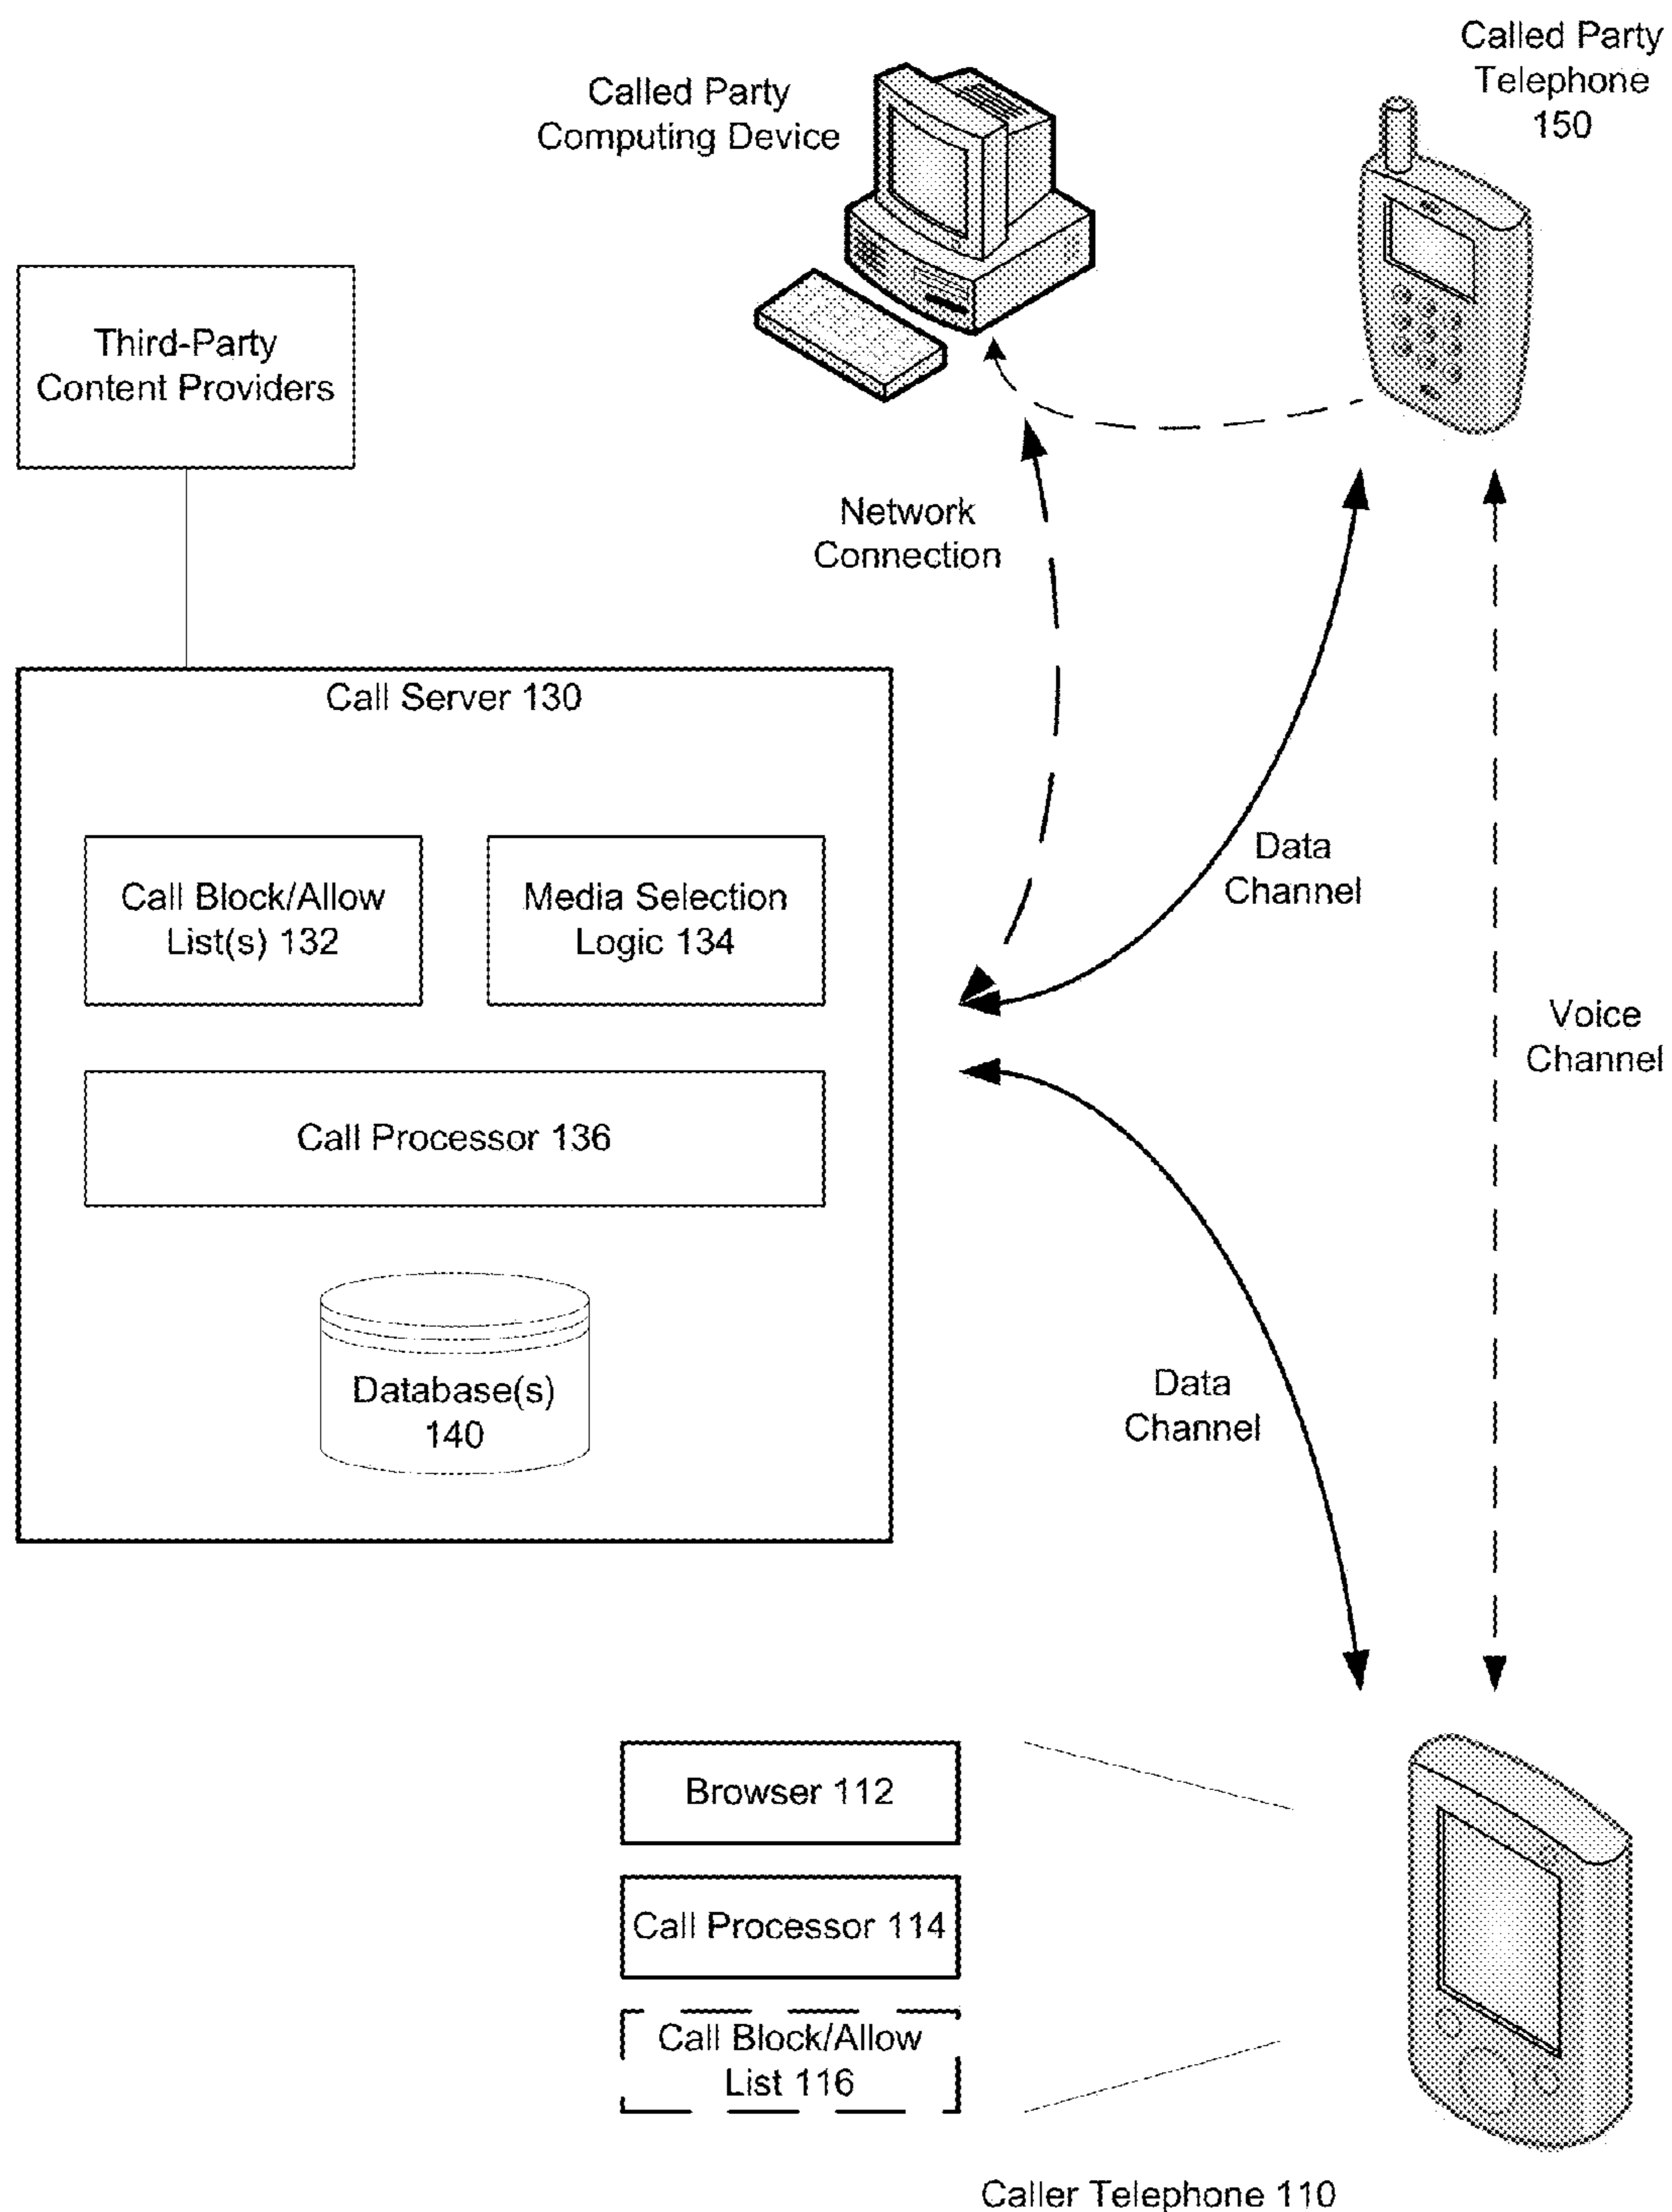 Called Party
Telephone
150
Called Party
Computing Device
Third-Party
Content Providers
Network
Connection
Call Server 130
Call Block/Allow
List(s) 132
Media Selection
Logic 134
Data
Channel
Voice
Channel
Call Processor 136
Database(s)
140
Data
Channel
Browser 112
Call Processor 114
Call Block/Allow
List 116
Caller Telephone 110